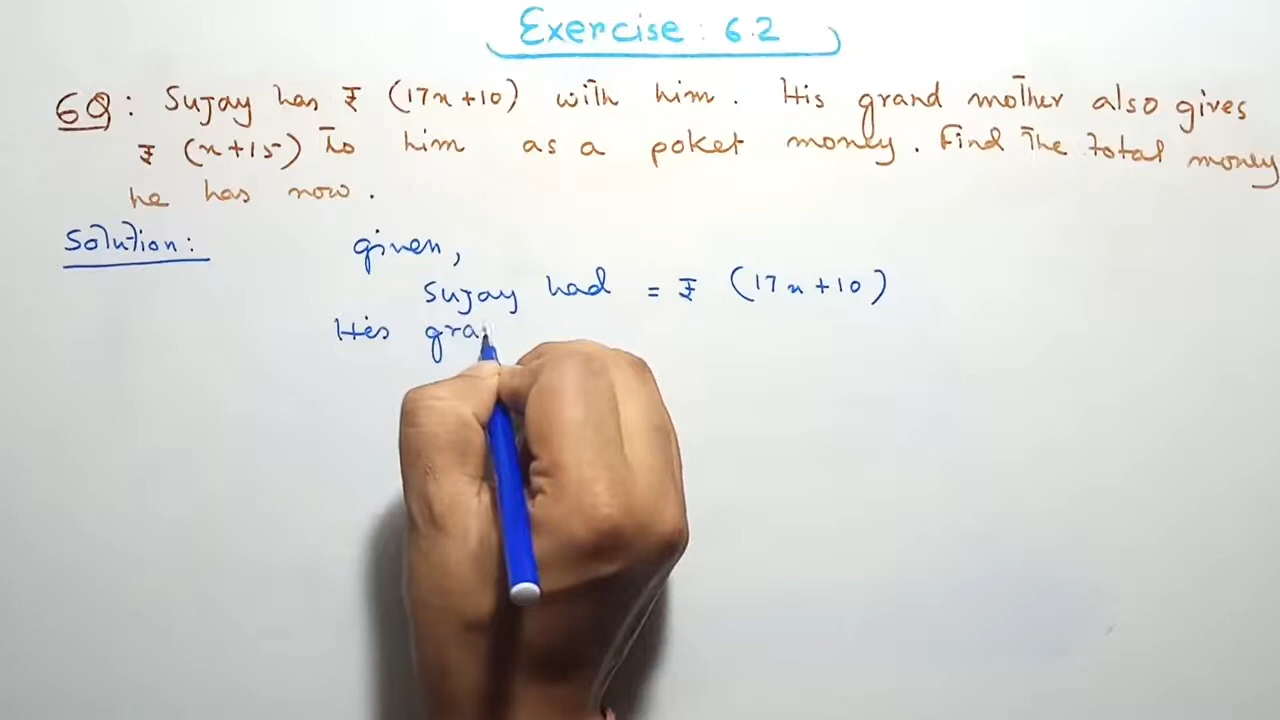 Exercise : 6.2
6Q : Sujay has ₹ (17x+10) with him. His grand mother also gives
₹ (x+15) to him as a poket money. Find the total money
he has now.
Solution : given,
Sujay had = ₹ (17x+10)
His gra